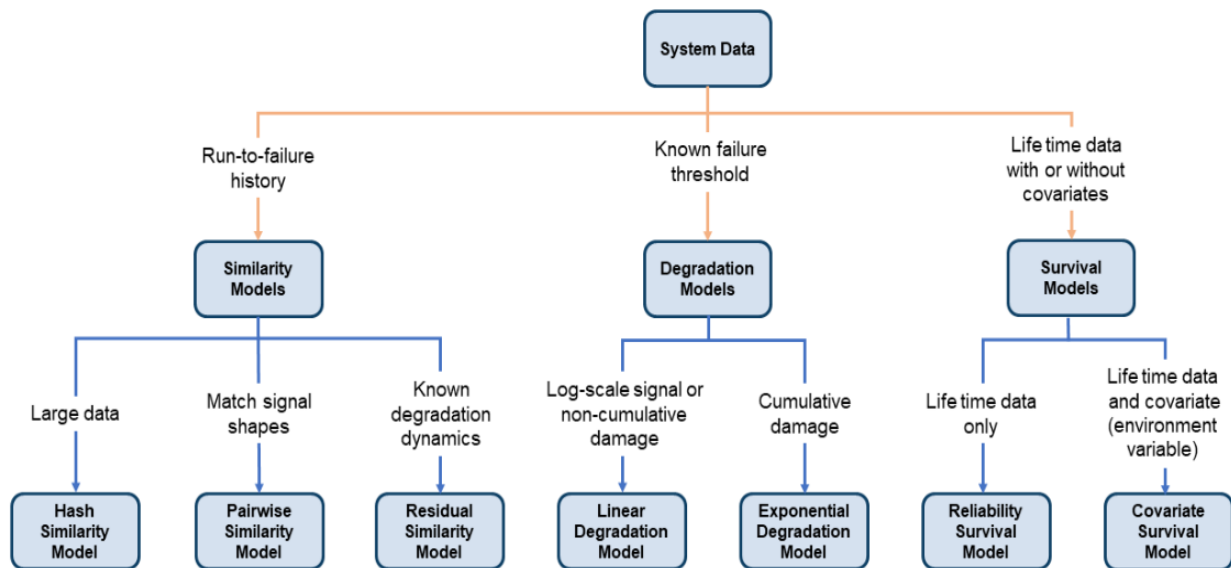 System Data
Run-to-failure
history
Known failure
threshold
Life time data
with or without
covariates
Similarity
Models
Degradation
Models
Survival
Models
Large data
Match signal
shapes
Known
degradation
dynamics
Log-scale signal or
non-cumulative
damage
Cumulative
damage
Life time data
only
Life time data
and covariate
(environment
variable)
Hash
Similarity
Model
Pairwise
Similarity
Model
Residual
Similarity Model
Linear
Degradation Model
Exponential
Degradation
Model
Reliability
Survival
Model
Covariate
Survival
Model